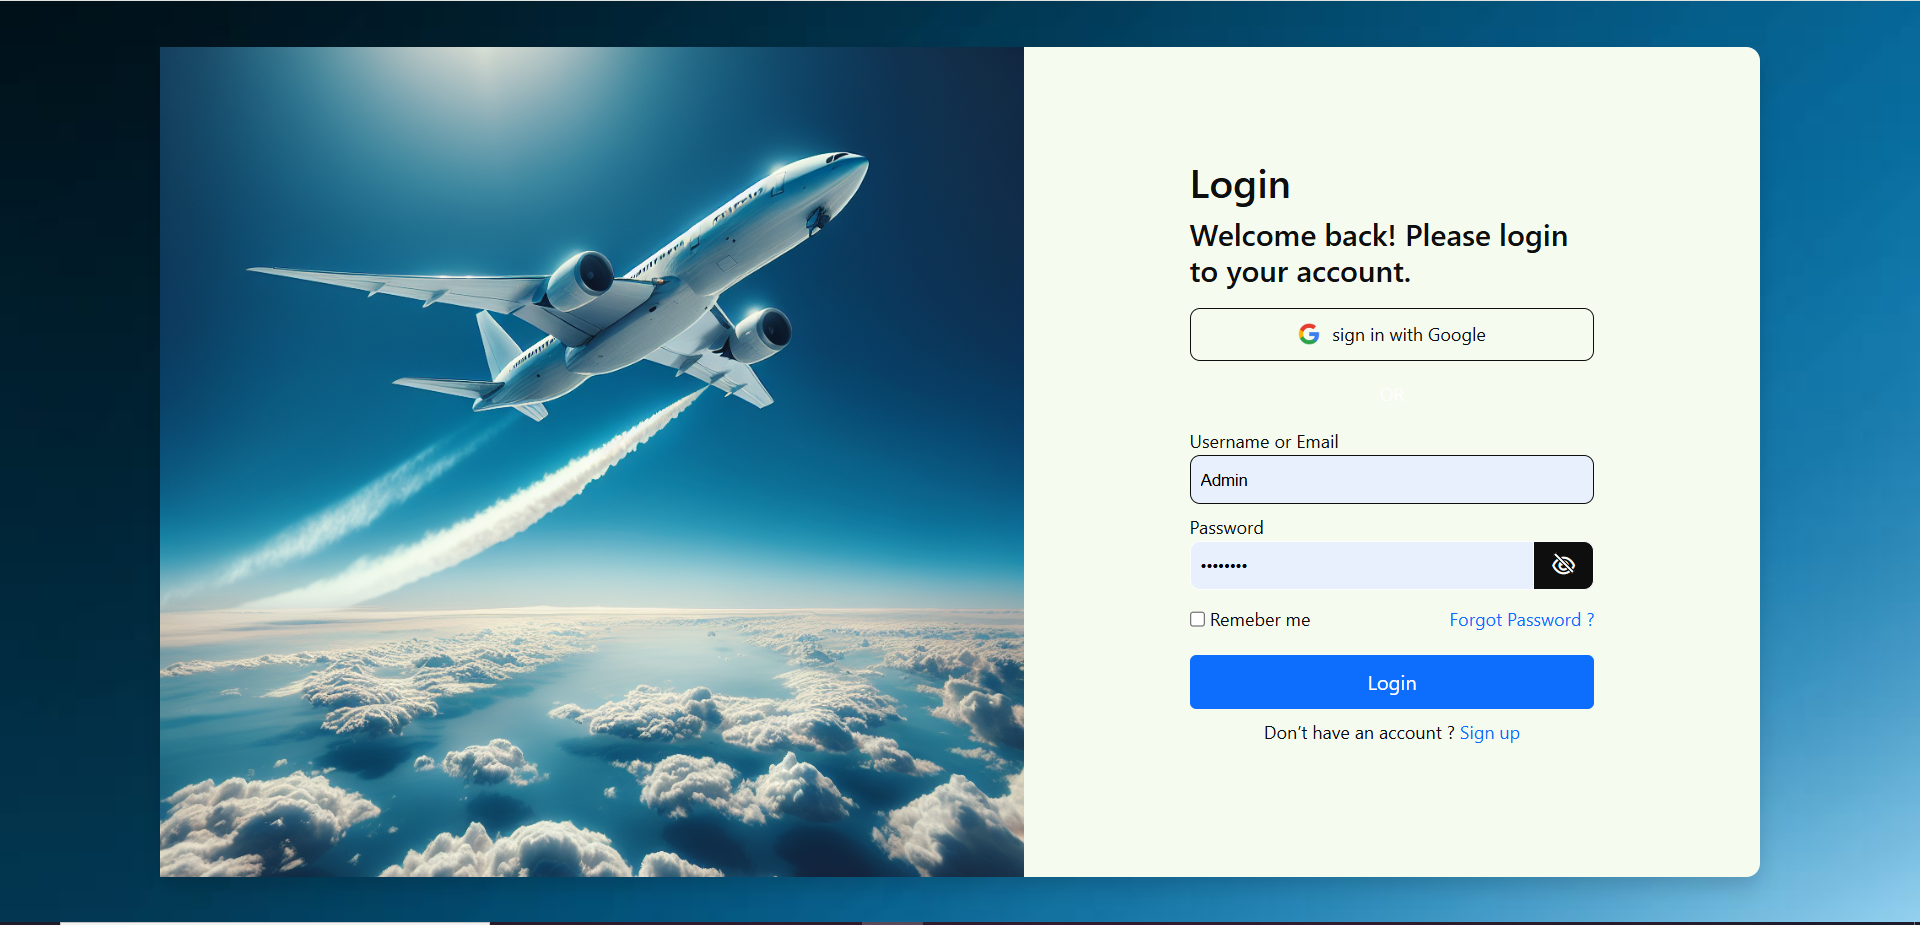 Login
Welcome back! Please login
to your account.
sign in with Google
OR
Username or Email
Admin
Password
••••••••
Remeber me
Forgot Password ?
Login
Don’t have an account ? Sign up